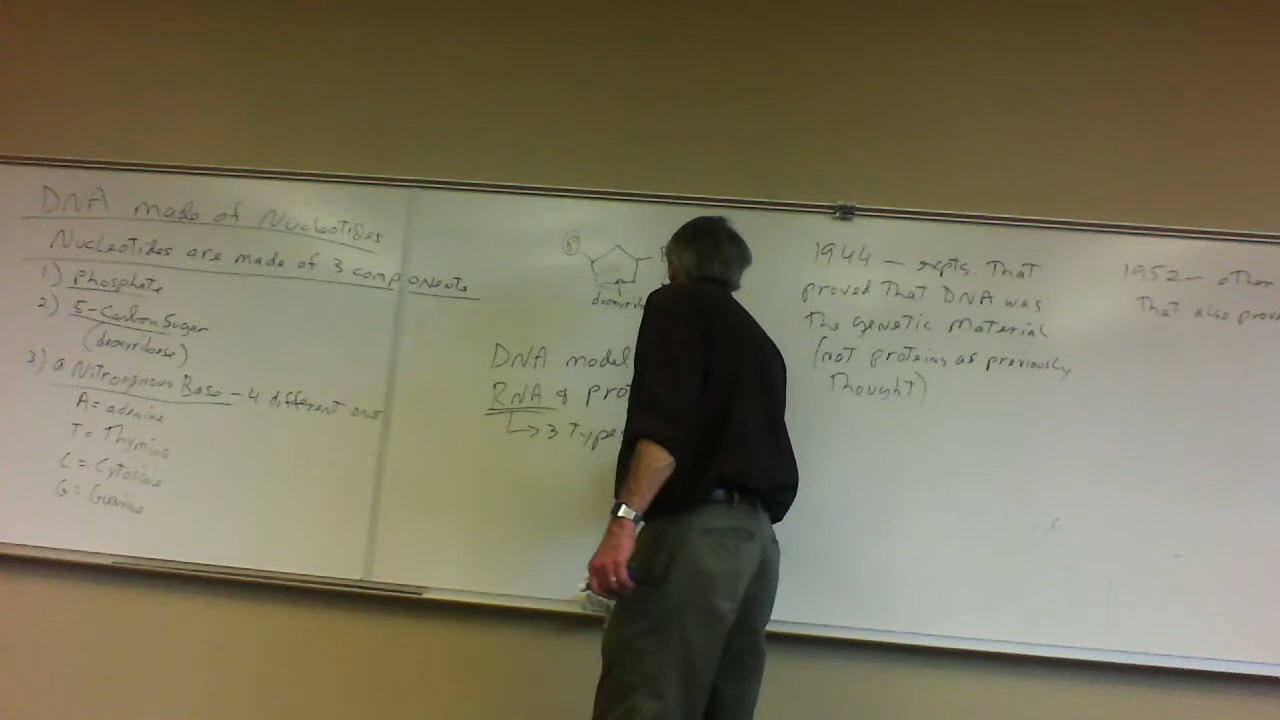 DNA made of Nucleotides
Nucleotides are made of 3 components
1) phosphate
2) 5-Carbon Sugar
(deoxyribose)
3) a Nitrogenous Base - 4 different ones
A = adenine
T = Thymine
C = Cytosine
G = Guanine
P
deoxyrib
DNA model
RNA & prot
↳ 3 Types
1944 - expts. That
proved That DNA was
The genetic Material
(not proteins as previously
Thought)
1952 - other
That also prove